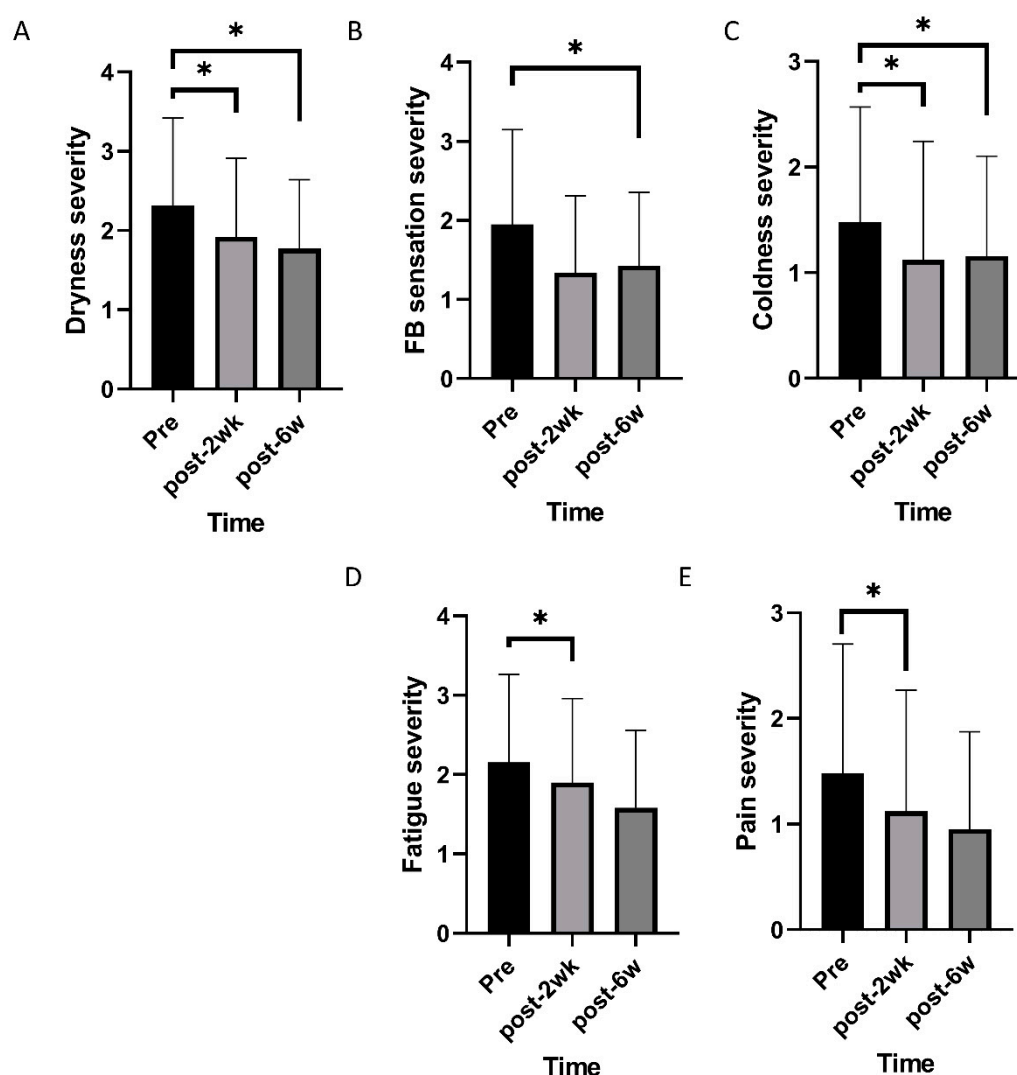 A
Dryness severity
4
3
2
1
0
*
*
Pre
post-2wk
post-6w
Time
B
FB sensation severity
4
3
2
1
0
*
Pre
post-2wk
post-6w
Time
C
Coldness severity
3
2
1
0
*
*
Pre
post-2wk
post-6w
Time
D
Fatigue severity
4
3
2
1
0
*
Pre
post-2wk
post-6w
Time
E
Pain severity
3
2
1
0
*
Pre
post-2wk
post-6w
Time